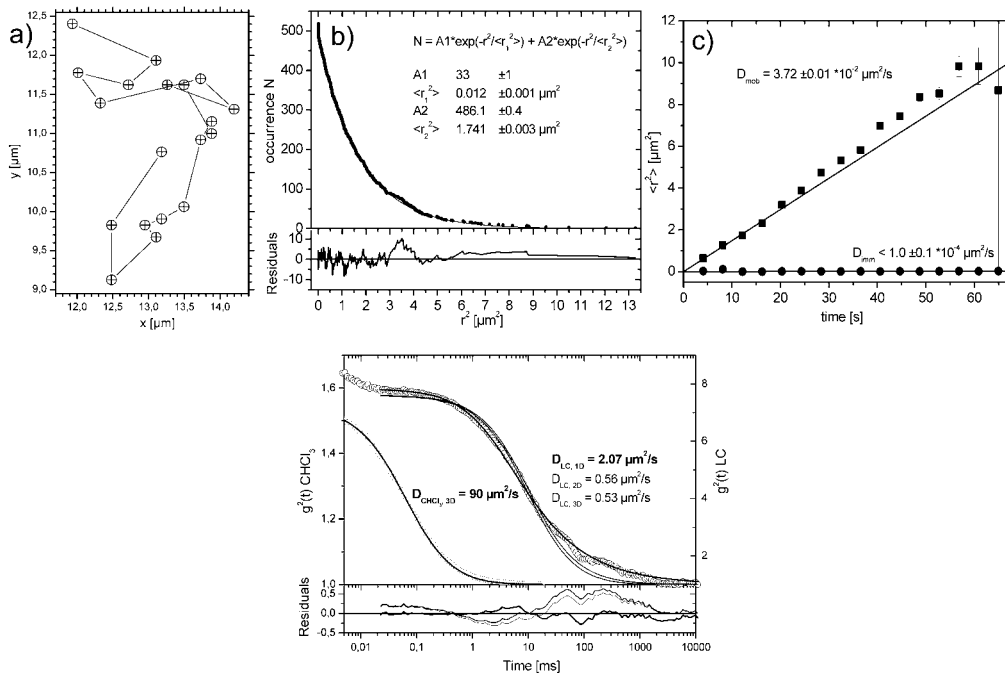 a)
12,5
12,0
11,5
11,0
10,5
10,0
9,5
9,0
y [µm]
12,0 12,5 13,0 13,5 14,0
x [µm]
b)
N = A1*exp(-r²/<r₁²>) + A2*exp(-r²/<r₂²>)
A1 33 ±1
<r₁²> 0.012 ±0.001 µm²
A2 486.1 ±0.4
<r₂²> 1.741 ±0.003 µm²
500
400
300
200
100
0
occurrence N
10
0
-10
Residuals
0 1 2 3 4 5 6 7 8 9 10 11 12 13
r² [µm²]
c)
D_mob = 3.72 ±0.01 *10⁻² µm²/s
D_imm < 1.0 ±0.1 *10⁻⁴ µm²/s
12
10
8
6
4
2
0
<r²> [µm²]
0 10 20 30 40 50 60
time [s]
1,6
1.4
1.2
1.0
g²(t) CHCl₃
D_CHCl₃, 3D = 90 µm²/s
D_LC, 1D = 2.07 µm²/s
D_LC, 2D = 0.56 µm²/s
D_LC, 3D = 0.53 µm²/s
8
6
4
2
g²(t) LC
0,5
0.0
-0,5
Residuals
0,01 0,1 1 10 100 1000 10000
Time [ms]